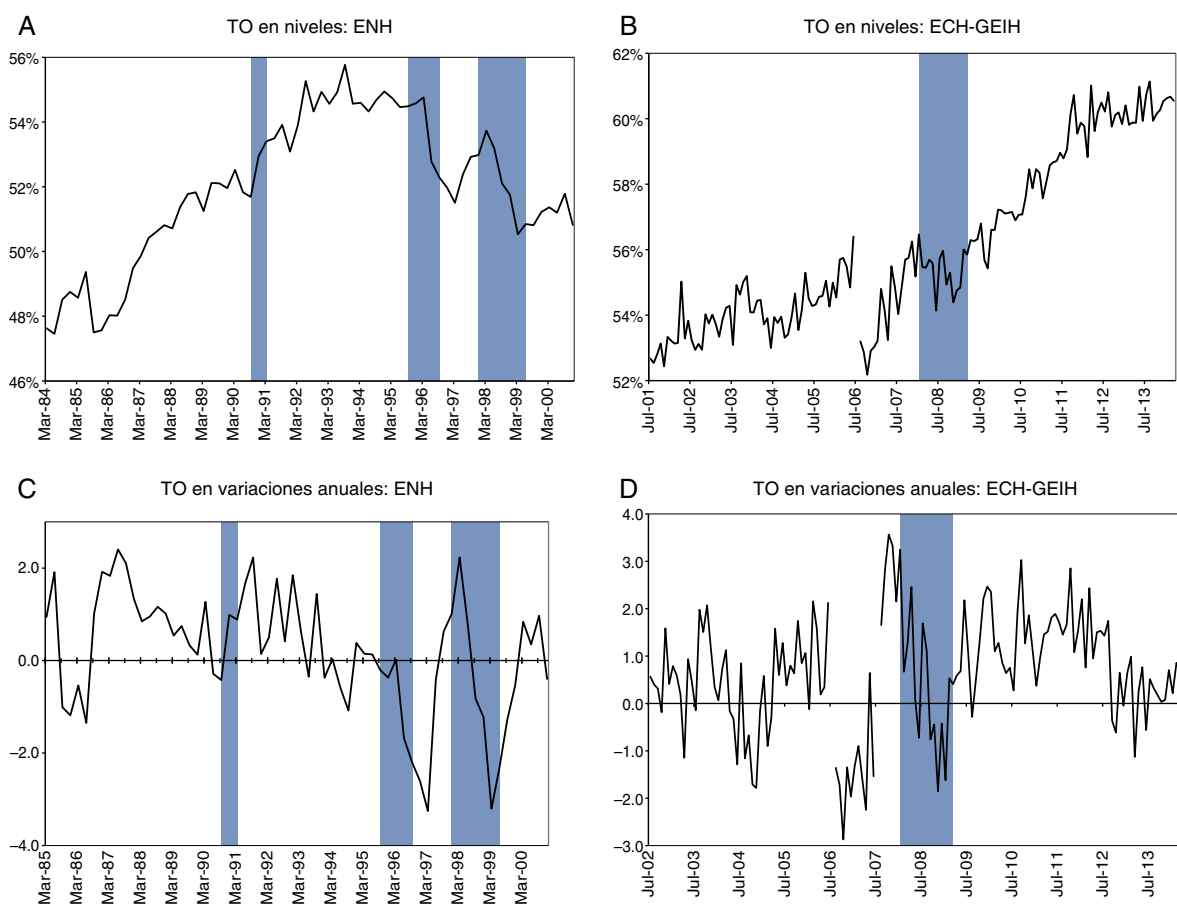 A
TO en niveles: ENH
56%
54%
52%
50%
48%
46%
Mar-84
Mar-85
Mar-86
Mar-87
Mar-88
Mar-89
Mar-90
Mar-91
Mar-92
Mar-93
Mar-94
Mar-95
Mar-96
Mar-97
Mar-98
Mar-99
Mar-00
B
TO en niveles: ECH-GEIH
62%
60%
58%
56%
54%
52%
Jul-01
Jul-02
Jul-03
Jul-04
Jul-05
Jul-06
Jul-07
Jul-08
Jul-09
Jul-10
Jul-11
Jul-12
Jul-13
C
TO en variaciones anuales: ENH
2.0
0.0
−2.0
−4.0
Mar-85
Mar-86
Mar-87
Mar-88
Mar-89
Mar-90
Mar-91
Mar-92
Mar-93
Mar-94
Mar-95
Mar-96
Mar-97
Mar-98
Mar-99
Mar-00
D
TO en variaciones anuales: ECH-GEIH
4.0
3.0
2.0
1.0
0.0
−1.0
−2.0
−3.0
Jul-02
Jul-03
Jul-04
Jul-05
Jul-06
Jul-07
Jul-08
Jul-09
Jul-10
Jul-11
Jul-12
Jul-13